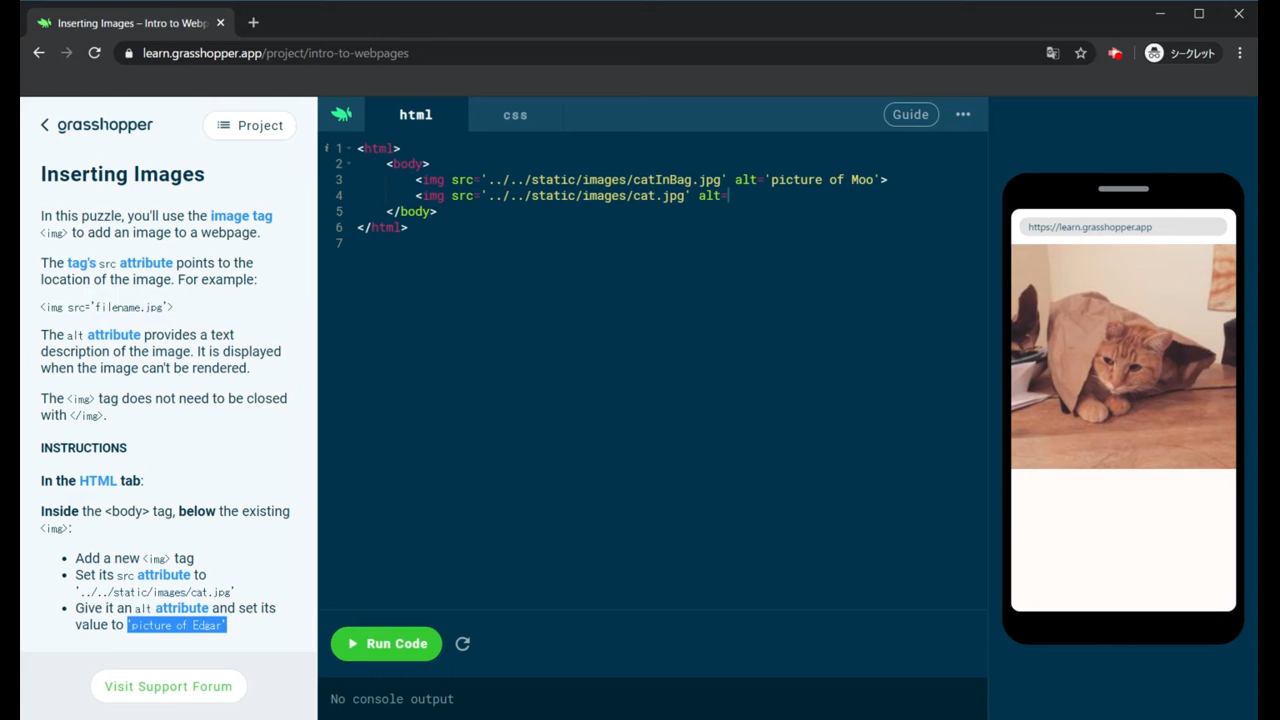 Inserting Images – Intro to Webp
learn.grasshopper.app/project/intro-to-webpages
シークレット
grasshopper
Project
Inserting Images
In this puzzle, you'll use the image tag
<img> to add an image to a webpage.
The tag's src attribute points to the
location of the image. For example:
<img src='filename.jpg'>
The alt attribute provides a text
description of the image. It is displayed
when the image can't be rendered.
The <img> tag does not need to be closed
with </img>.
INSTRUCTIONS
In the HTML tab:
Inside the <body> tag, below the existing
<img>:
• Add a new <img> tag
• Set its src attribute to
'../../static/images/cat.jpg'
• Give it an alt attribute and set its
value to 'picture of Edgar'
Visit Support Forum
html
css
Guide
i 1 <html>
2 <body>
3 <img src='../../static/images/catInBag.jpg' alt='picture of Moo'>
4 <img src='../../static/images/cat.jpg' alt=
5 </body>
6 </html>
7
Run Code
No console output
https://learn.grasshopper.app